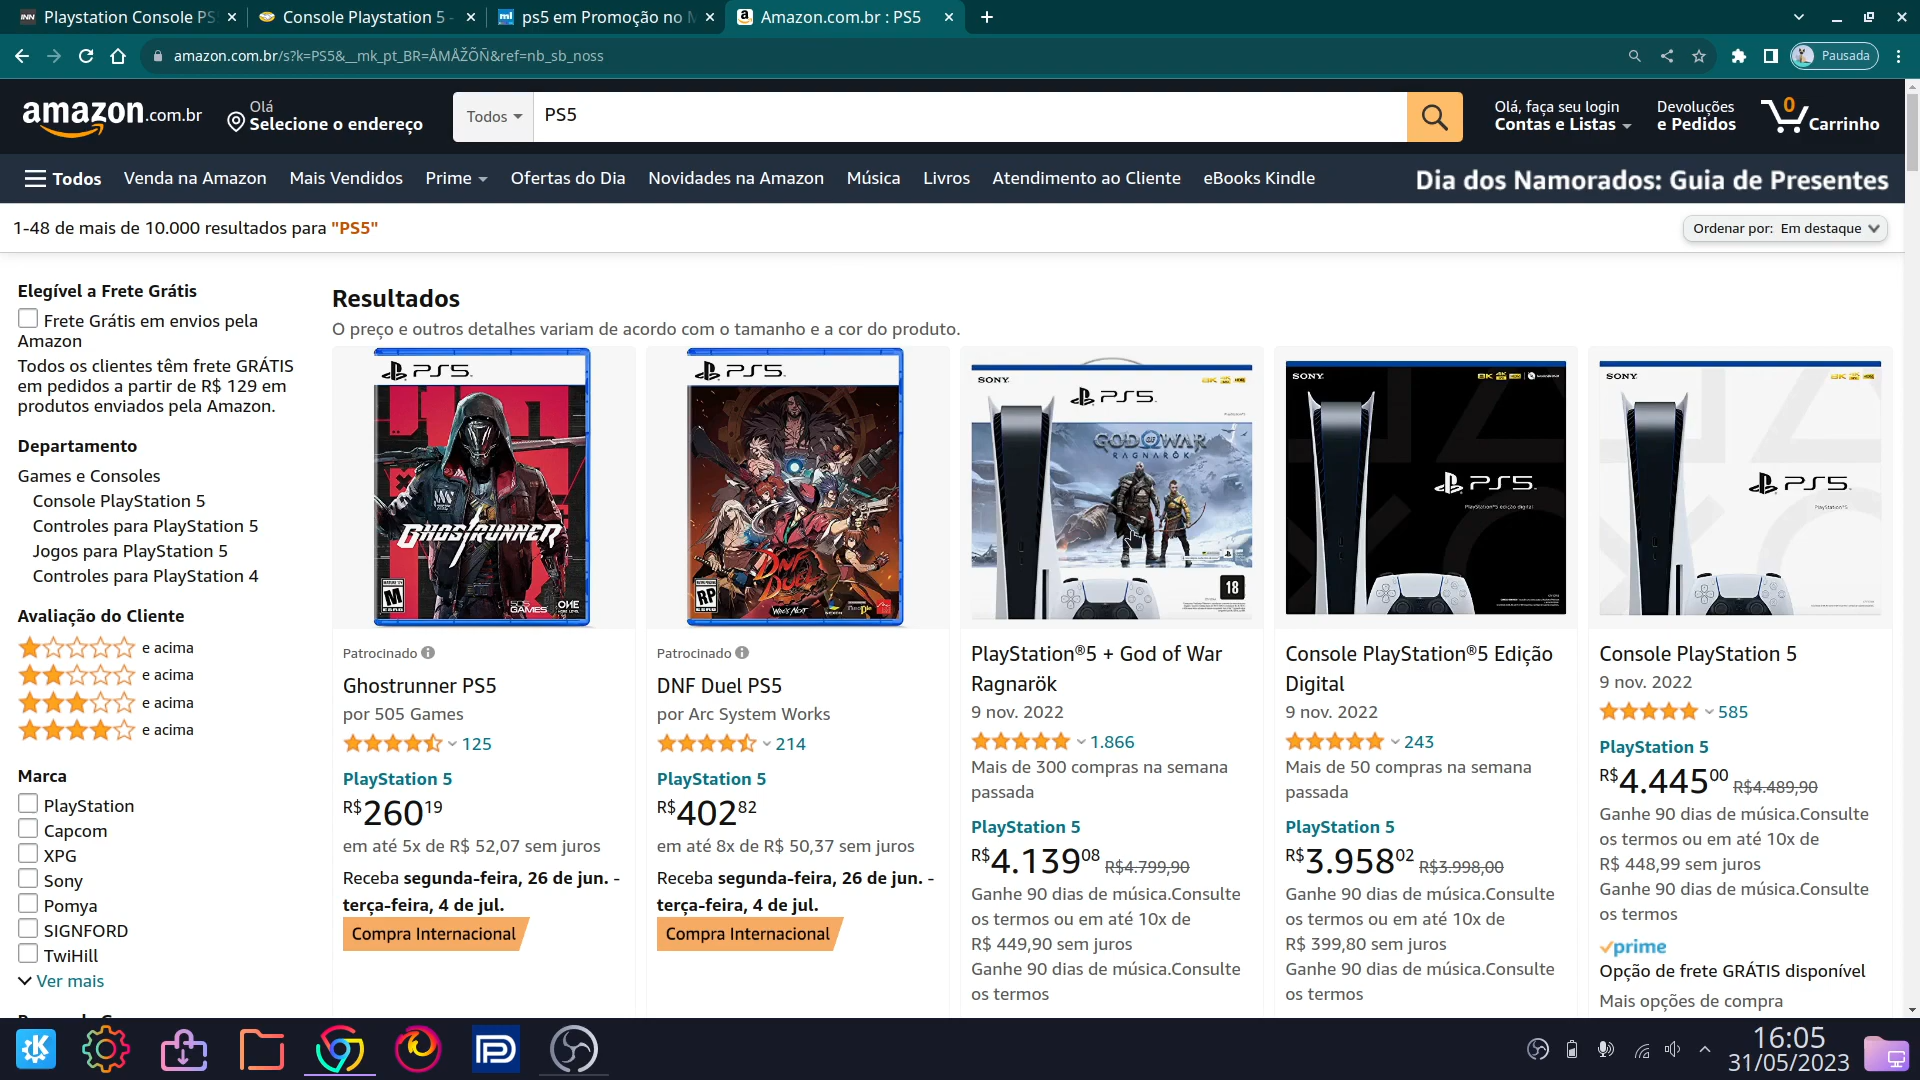 Playstation Console PS
Console Playstation 5 -
ps5 em Promoção no M
Amazon.com.br : PS5
amazon.com.br/s?k=PS5&__mk_pt_BR=ÅMÅŽÕÑ&ref=nb_sb_noss
Pausada
amazon.com.br
Olá
Selecione o endereço
Todos
PS5
Olá, faça seu login
Contas e Listas
Devoluções
e Pedidos
0
Carrinho
Todos
Venda na Amazon
Mais Vendidos
Prime
Ofertas do Dia
Novidades na Amazon
Música
Livros
Atendimento ao Cliente
eBooks Kindle
Dia dos Namorados: Guia de Presentes
1-48 de mais de 10.000 resultados para "PS5"
Ordenar por: Em destaque
Elegível a Frete Grátis
Frete Grátis em envios pela
Amazon
Todos os clientes têm frete GRÁTIS
em pedidos a partir de R$ 129 em
produtos enviados pela Amazon.
Departamento
Games e Consoles
Console PlayStation 5
Controles para PlayStation 5
Jogos para PlayStation 5
Controles para PlayStation 4
Avaliação do Cliente
e acima
e acima
e acima
e acima
Marca
PlayStation
Capcom
XPG
Sony
Pomya
SIGNFORD
TwiHill
Ver mais
Resultados
O preço e outros detalhes variam de acordo com o tamanho e a cor do produto.
PS5
GHOSTRUNNER
M
505 GAMES
Patrocinado
Ghostrunner PS5
por 505 Games
125
PlayStation 5
R$260 19
em até 5x de R$ 52,07 sem juros
Receba segunda-feira, 26 de jun. -
terça-feira, 4 de jul.
Compra Internacional
PS5
DNF DUEL
WHO'S NEXT
RP
Patrocinado
DNF Duel PS5
por Arc System Works
214
PlayStation 5
R$402 82
em até 8x de R$ 50,37 sem juros
Receba segunda-feira, 26 de jun. -
terça-feira, 4 de jul.
Compra Internacional
SONY
PS5
GOD OF WAR
RAGNARÖK
18
PlayStation®5 + God of War
Ragnarök
9 nov. 2022
1.866
Mais de 300 compras na semana
passada
PlayStation 5
R$4.139 08 R$4.799,90
Ganhe 90 dias de música.Consulte
os termos ou em até 10x de
R$ 449,90 sem juros
Ganhe 90 dias de música.Consulte
os termos
SONY
8K 4K
PS5
PlayStation®5 edição digital
Console PlayStation®5 Edição
Digital
9 nov. 2022
243
Mais de 50 compras na semana
passada
PlayStation 5
R$3.958 02 R$3.998,00
Ganhe 90 dias de música.Consulte
os termos ou em até 10x de
R$ 399,80 sem juros
Ganhe 90 dias de música.Consulte
os termos
SONY
PS5
Console PlayStation 5
9 nov. 2022
585
PlayStation 5
R$4.445 00 R$4.489,90
Ganhe 90 dias de música.Consulte
os termos ou em até 10x de
R$ 448,99 sem juros
Ganhe 90 dias de música.Consulte
os termos
prime
Opção de frete GRÁTIS disponível
Mais opções de compra
16:05
31/05/2023